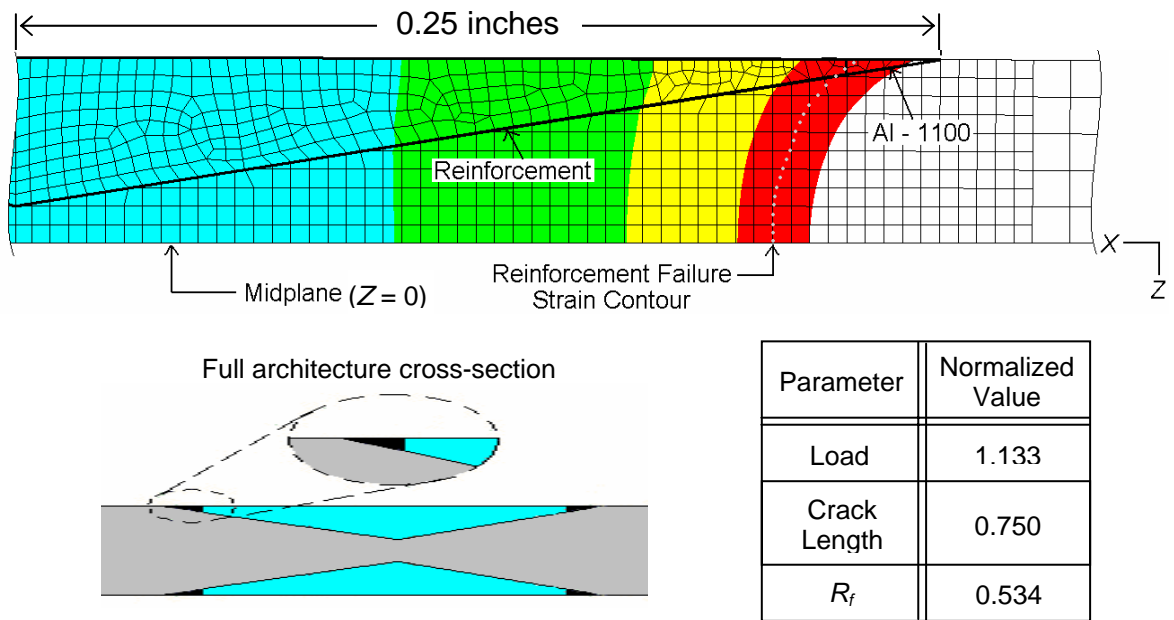 0.25 inches
Al - 1100
Reinforcement
X
Midplane (Z = 0)
Reinforcement Failure
Strain Contour
Z
Full architecture cross-section
Parameter
Normalized
Value
Load
1.133
Crack
Length
0.750
Rf
0.534